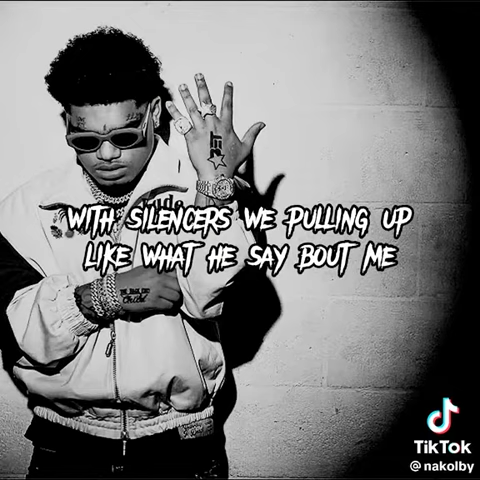 WITH SILENCERS WE PULLING UP
LIKE WHAT HE SAY BOUT ME
TikTok
@nakolby